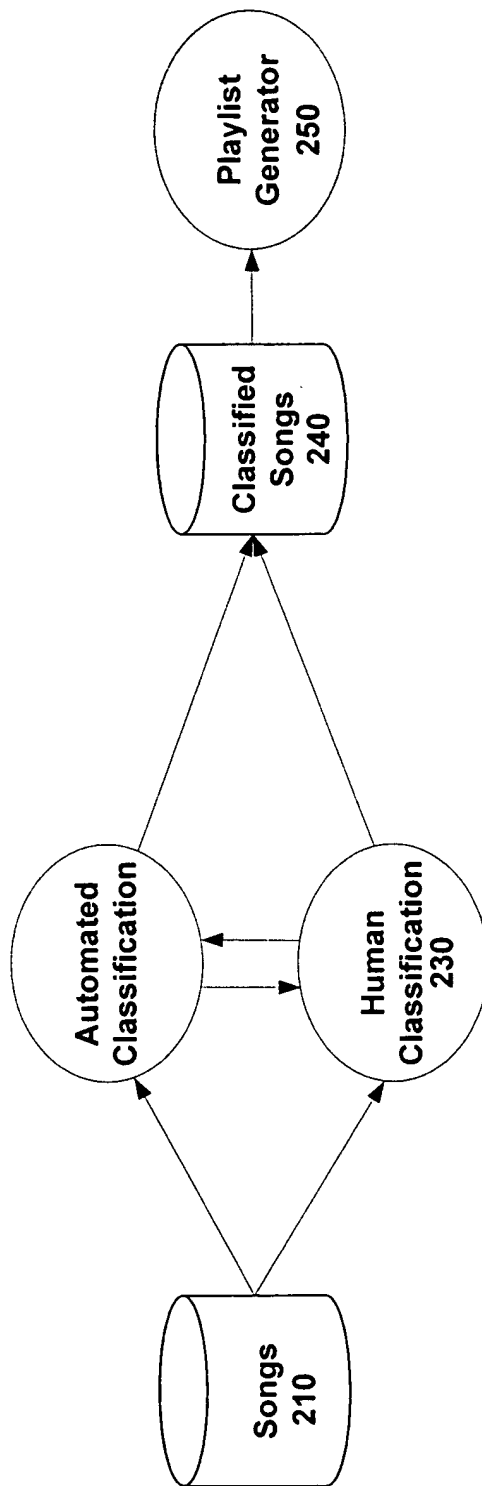 Songs
210
Automated
Classification
Human
Classification
230
Classified
Songs
240
Playlist
Generator
250